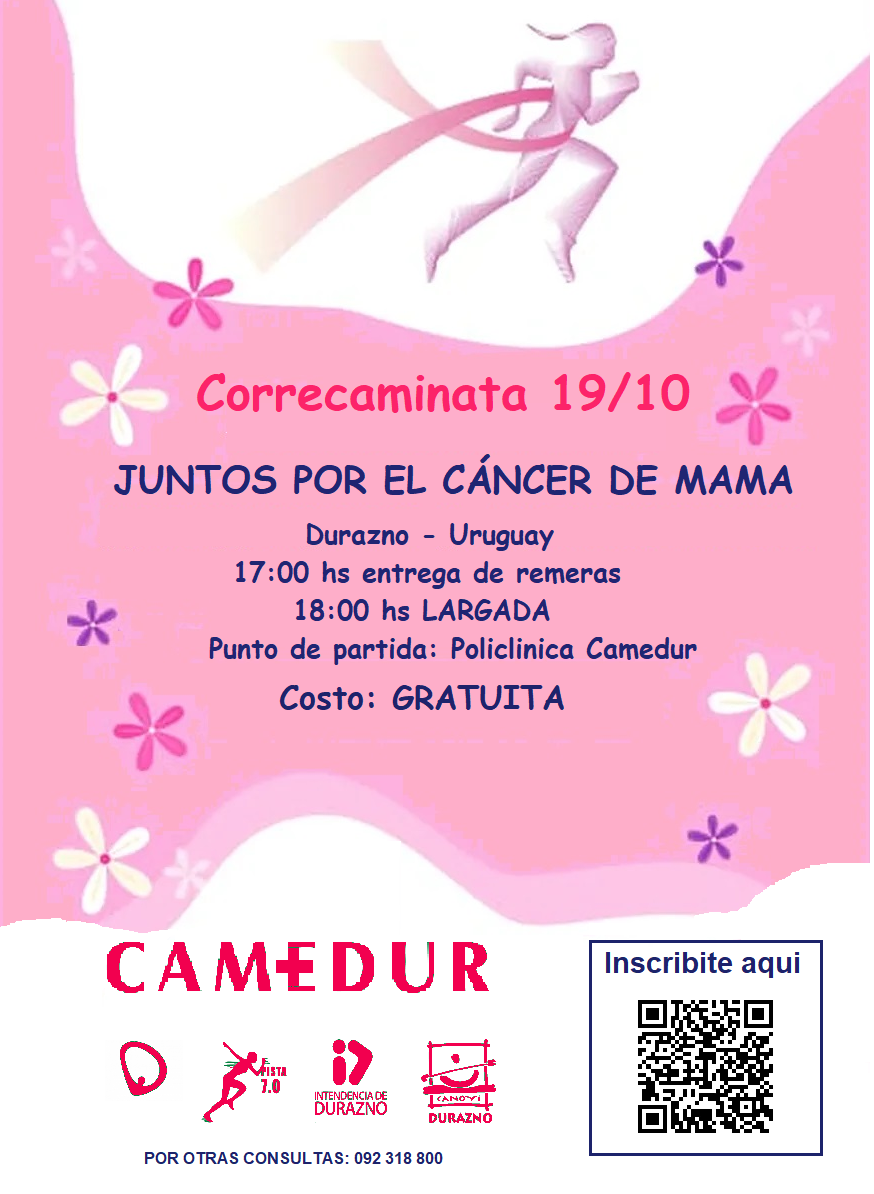 Correcaminata 19/10
JUNTOS POR EL CÁNCER DE MAMA
Durazno - Uruguay
17:00 hs entrega de remeras
18:00 hs LARGADA
Punto de partida: Policlinica Camedur
Costo: GRATUITA
CAMEDUR
Inscribite aqui
PISTA
7.0
INTENDENCIA DE
DURAZNO
CANOVI
DURAZNO
POR OTRAS CONSULTAS: 092 318 800